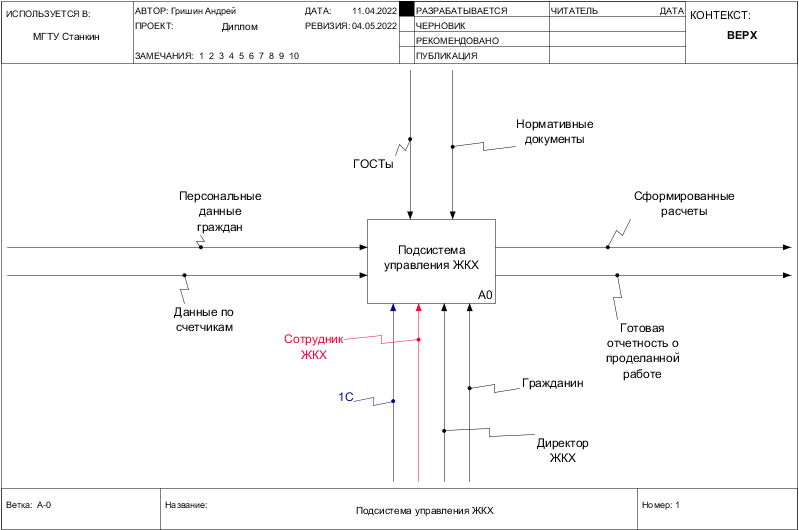 ИСПОЛЬЗУЕТСЯ В:
МГТУ Станкин
АВТОР: Гришин Андрей
ДАТА: 11.04.2022
ПРОЕКТ: Диплом
РЕВИЗИЯ: 04.05.2022
ЗАМЕЧАНИЯ: 1 2 3 4 5 6 7 8 9 10
РАЗРАБАТЫВАЕТСЯ
ЧЕРНОВИК
РЕКОМЕНДОВАНО
ПУБЛИКАЦИЯ
ЧИТАТЕЛЬ ДАТА
КОНТЕКСТ:
ВЕРХ
ГОСТы
Нормативные
документы
Персональные
данные
граждан
Данные по
счетчикам
Подсистема
управления ЖКХ
A0
Сформированные
расчеты
Готовая
отчетность о
проделанной
работе
Сотрудник
ЖКХ
1С
Гражданин
Директор
ЖКХ
Ветка: A-0
Название:
Подсистема управления ЖКХ
Номер: 1